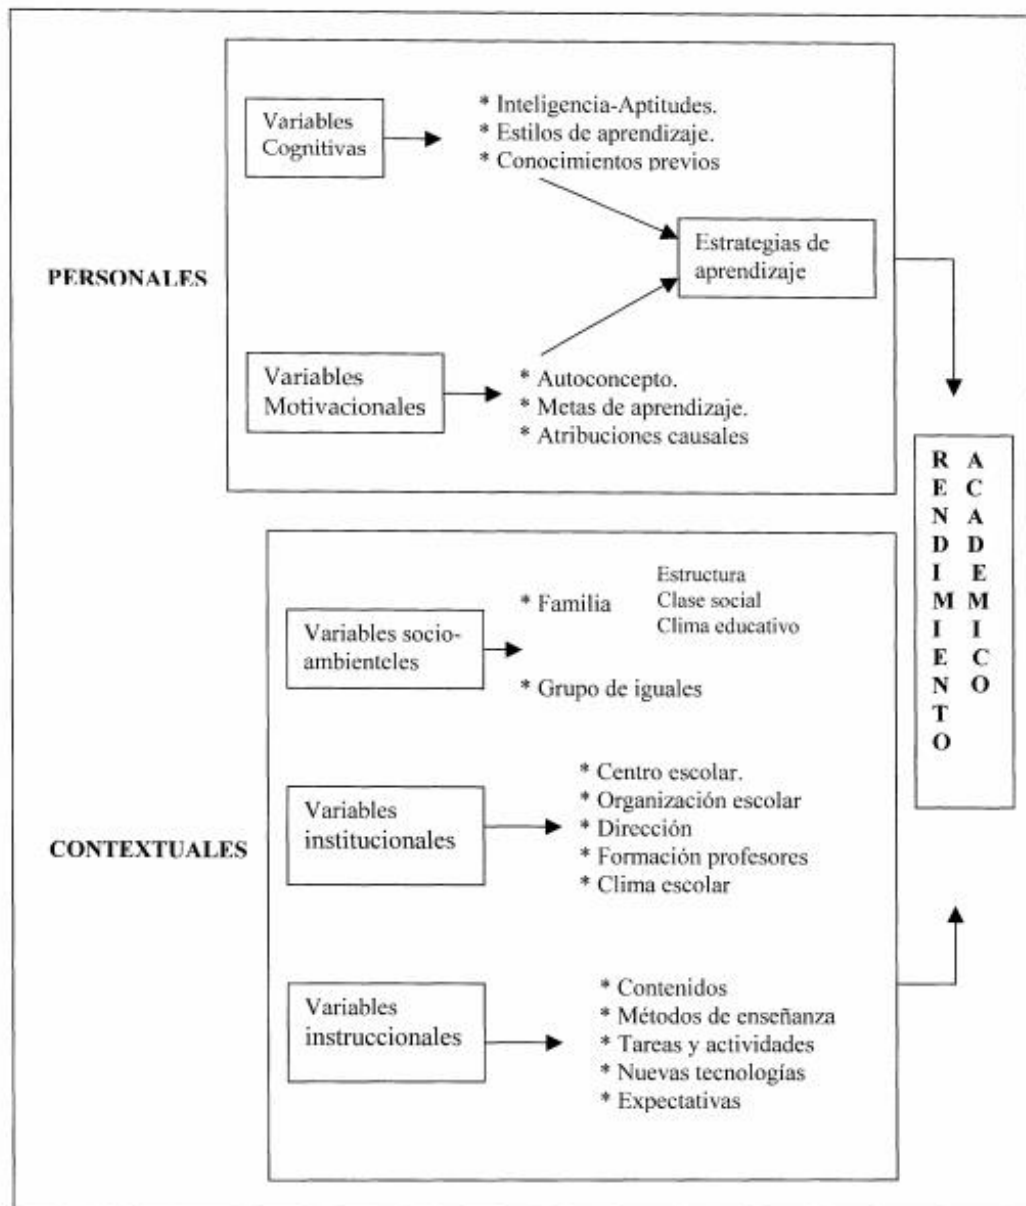 Variables
Cognitivas
* Inteligencia-Aptitudes.
* Estilos de aprendizaje.
* Conocimientos previos
Estrategias de
aprendizaje
PERSONALES
Variables
Motivacionales
* Autoconcepto.
* Metas de aprendizaje.
* Atribuciones causales
RENDIMIENTO
ACADEMICO
Variables socio-
ambienteles
* Familia
Estructura
Clase social
Clima educativo
* Grupo de iguales
CONTEXTUALES
Variables
institucionales
* Centro escolar.
* Organización escolar
* Dirección
* Formación profesores
* Clima escolar
Variables
instruccionales
* Contenidos
* Métodos de enseñanza
* Tareas y actividades
* Nuevas tecnologías
* Expectativas